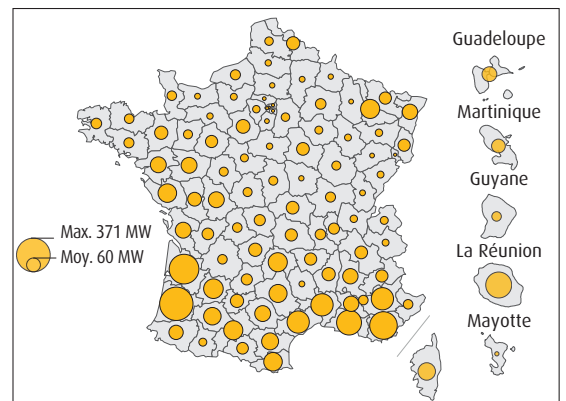 Guadeloupe
Martinique
Guyane
La Réunion
Mayotte
Max. 371 MW
Moy. 60 MW